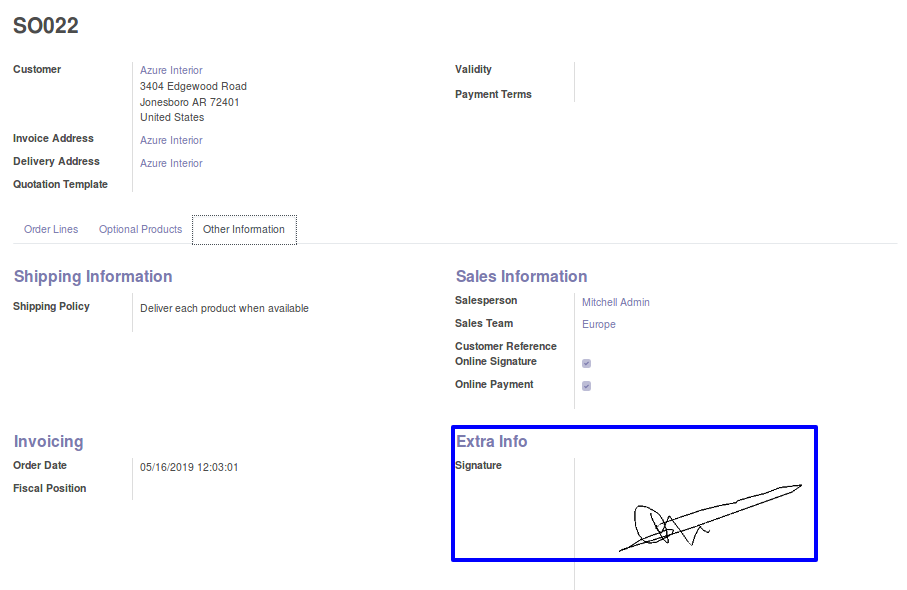 SO022
Customer
Azure Interior
3404 Edgewood Road
Jonesboro AR 72401
United States
Invoice Address
Azure Interior
Delivery Address
Azure Interior
Quotation Template
Validity
Payment Terms
Order Lines Optional Products Other Information
Shipping Information
Shipping Policy
Deliver each product when available
Sales Information
Salesperson
Mitchell Admin
Sales Team
Europe
Customer Reference
Online Signature
Online Payment
Invoicing
Order Date
05/16/2019 12:03:01
Fiscal Position
Extra Info
Signature